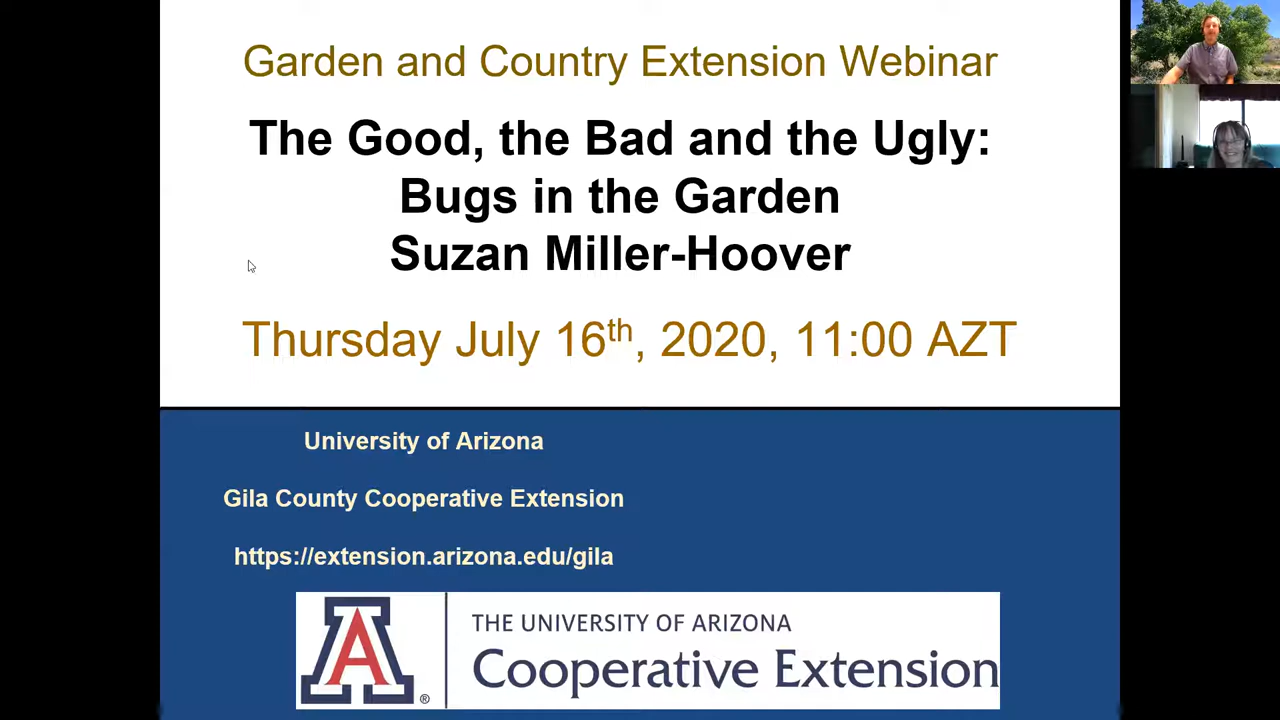 Garden and Country Extension Webinar
The Good, the Bad and the Ugly:
Bugs in the Garden
Suzan Miller-Hoover
Thursday July 16th, 2020, 11:00 AZT
University of Arizona
Gila County Cooperative Extension
https://extension.arizona.edu/gila
A®
THE UNIVERSITY OF ARIZONA
Cooperative Extension